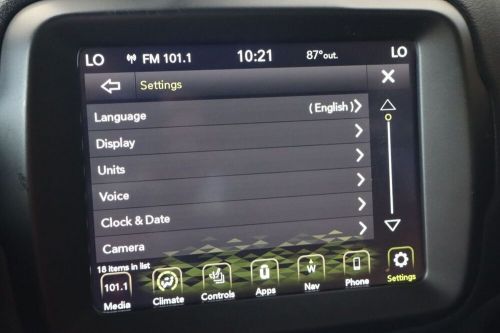 LO FM 101.1 10:21 87° out. LO
Settings
Language (English)
Display
Units
Voice
Clock & Date
Camera
18 items in list
101.1 W
Media Climate Controls Apps Nav Phone Settings